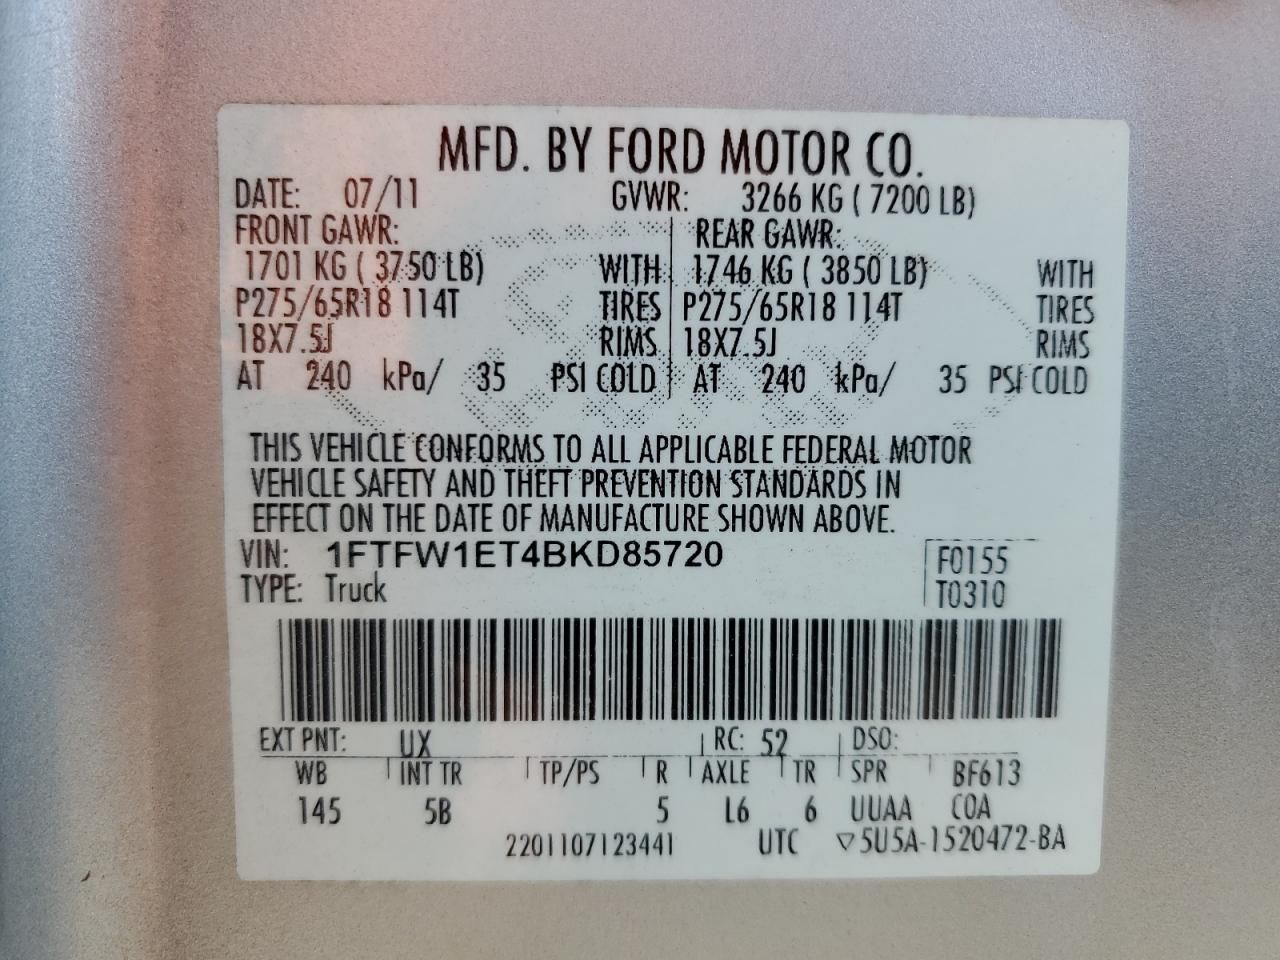 MFD. BY FORD MOTOR CO.
DATE: 07/11 GVWR: 3266 KG ( 7200 LB)
FRONT GAWR: REAR GAWR:
1701 KG ( 3750 LB) WITH 1746 KG ( 3850 LB) WITH
P275/65R18 114T TIRES P275/65R18 114T TIRES
18X7.5J RIMS 18X7.5J RIMS
AT 240 kPa/ 35 PSI COLD AT 240 kPa/ 35 PSI COLD
THIS VEHICLE CONFORMS TO ALL APPLICABLE FEDERAL MOTOR
VEHICLE SAFETY AND THEFT PREVENTION STANDARDS IN
EFFECT ON THE DATE OF MANUFACTURE SHOWN ABOVE.
VIN: 1FTFW1ET4BKD85720 F0155
TYPE: Truck T0310
EXT PNT: UX RC: 52 DSO:
WB INT TR TP/PS R AXLE TR SPR BF613
145 5B 5 L6 6 UUAA COA
2201107123441 UTC ▽5U5A-1520472-BA